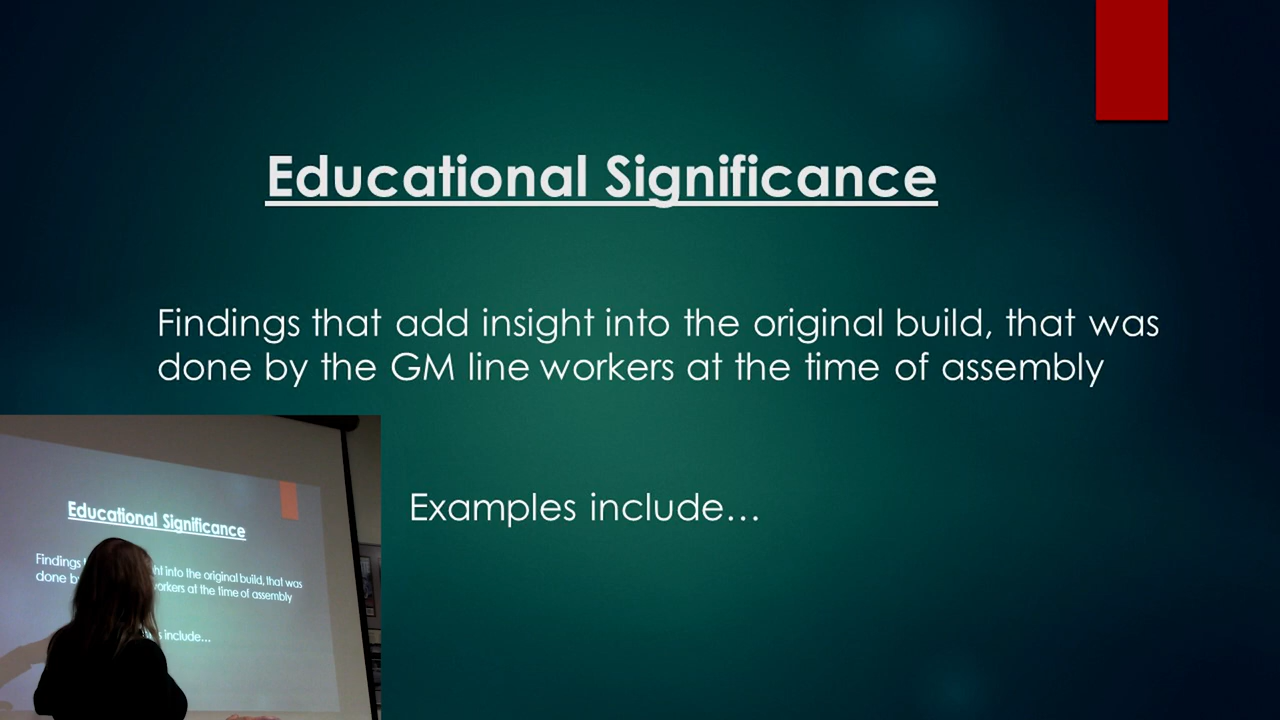 Educational Significance
Findings that add insight into the original build, that was
done by the GM line workers at the time of assembly
Examples include…
Educational Significance
Findings
into the original build, that was
done
workers at the time of assembly
include...